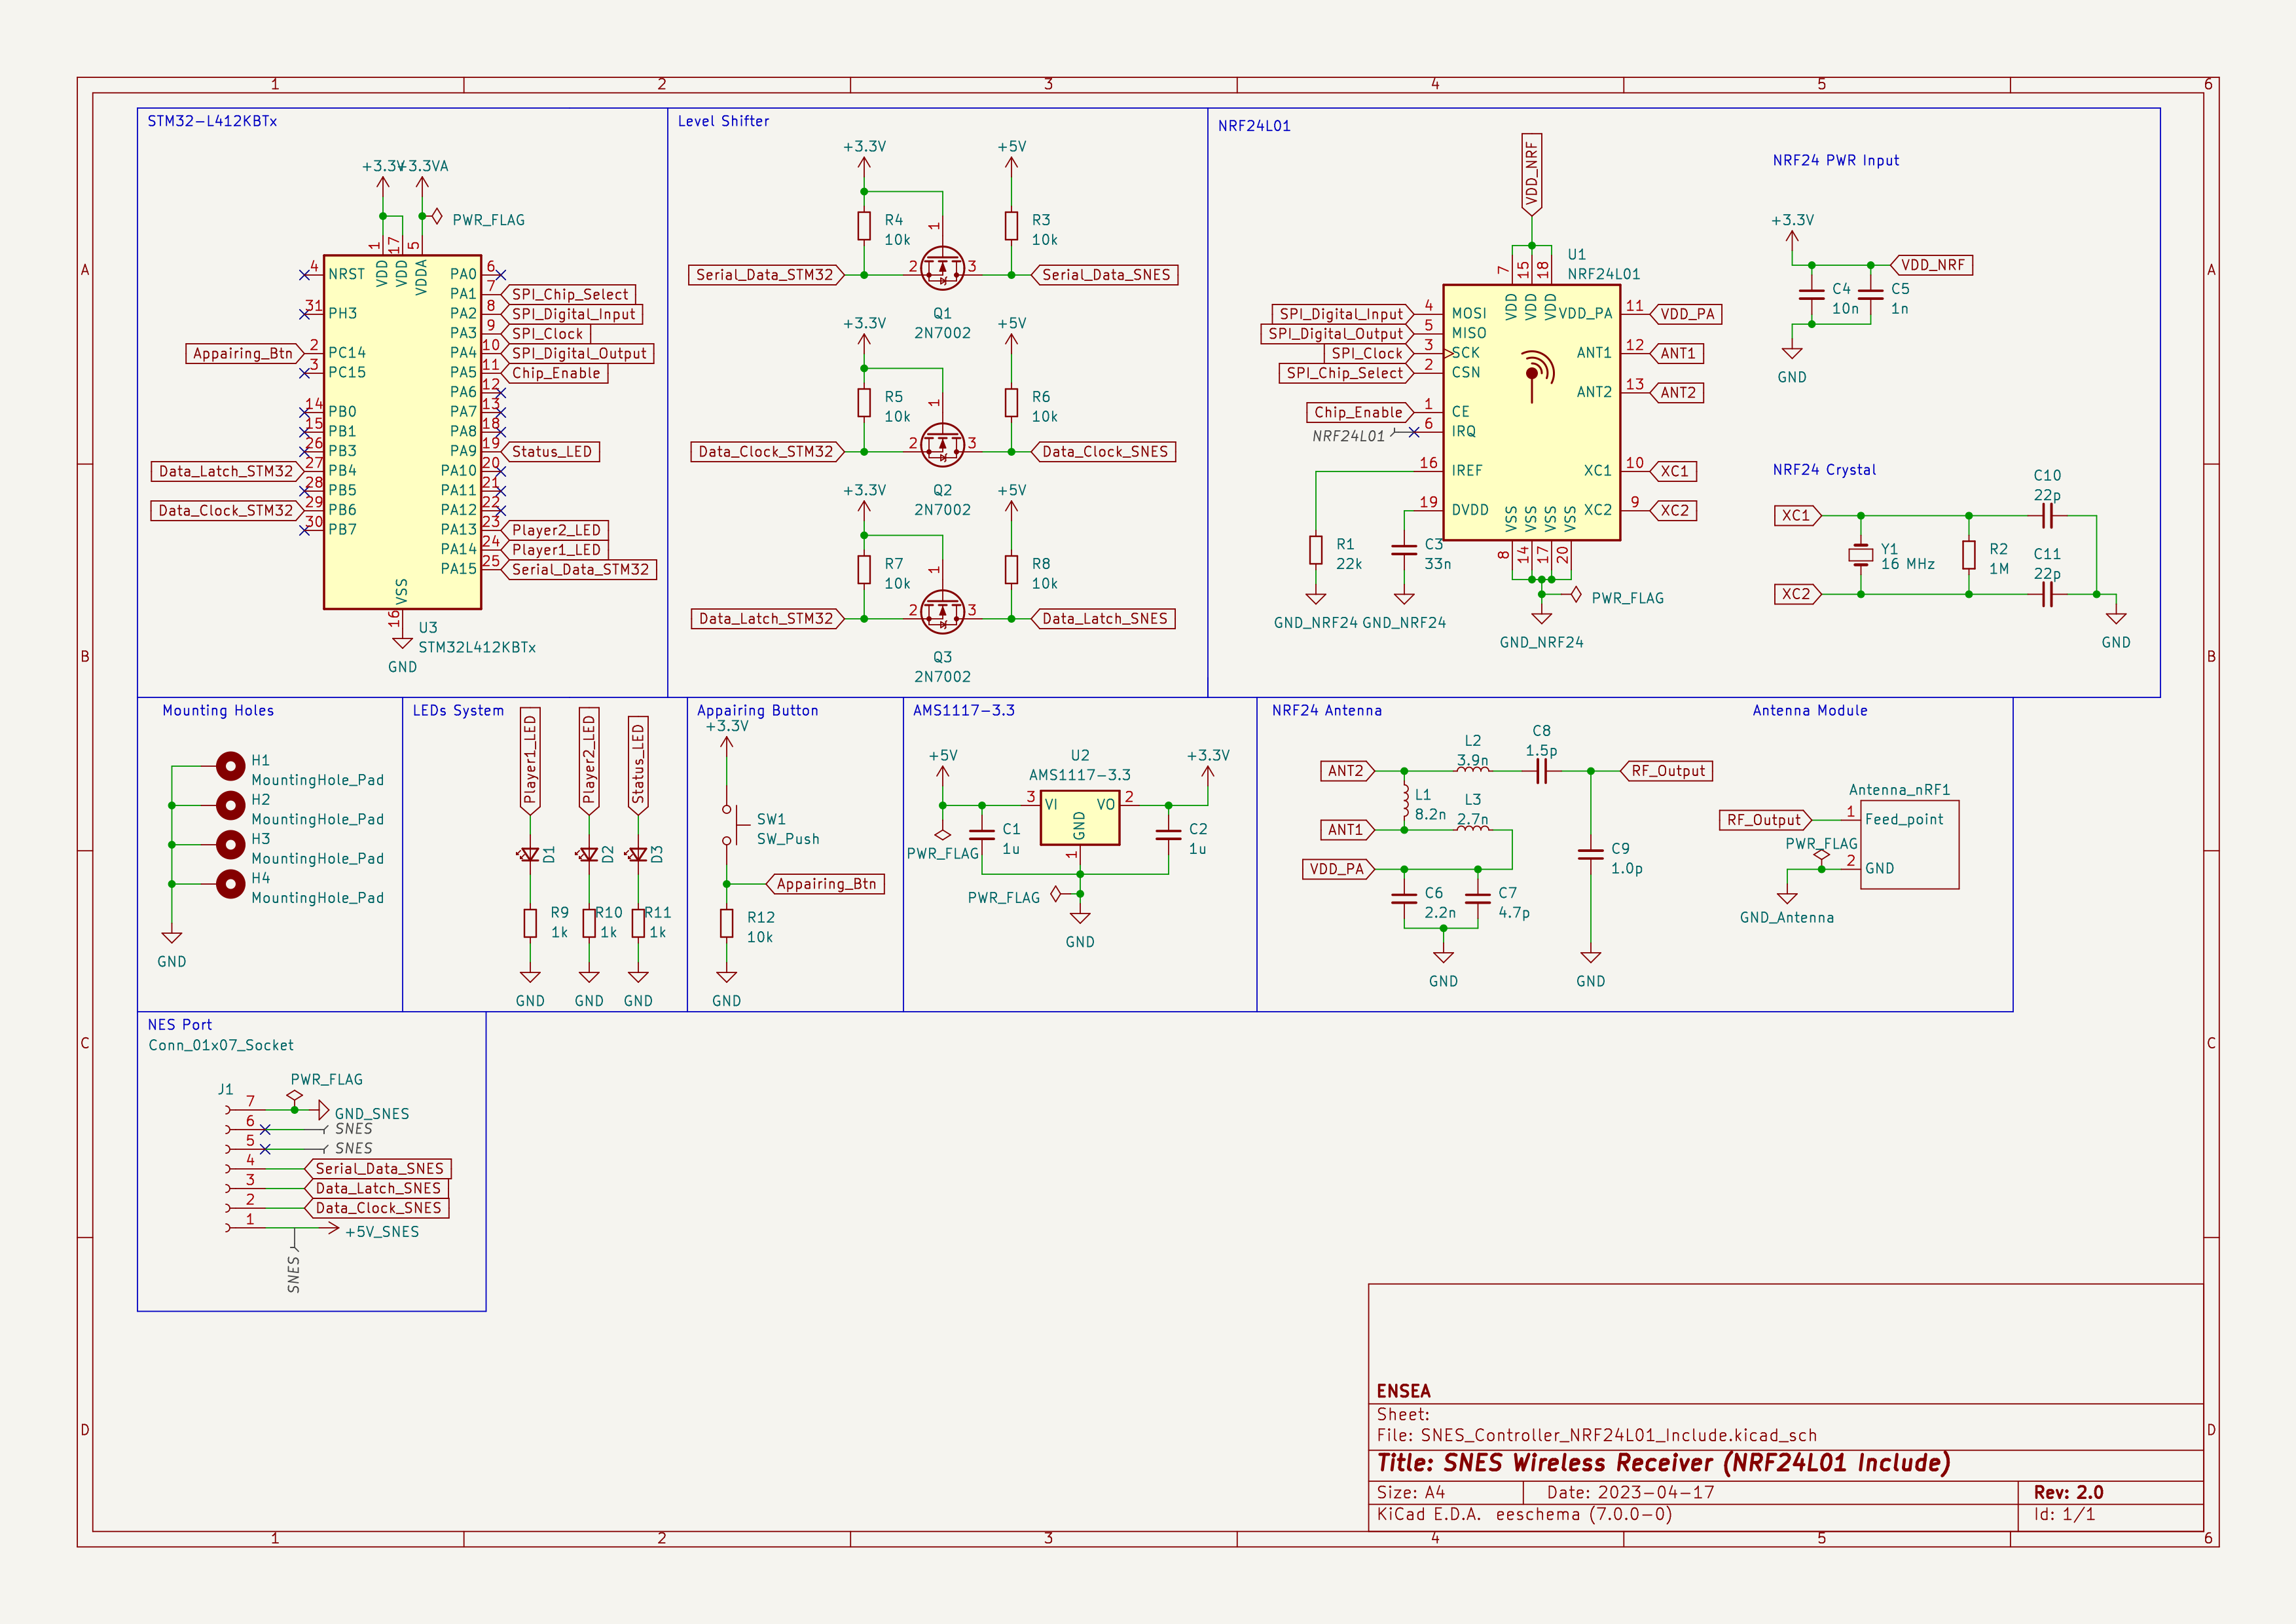 1 2 3 4 5 6
A
B
C
D
STM32-L412KBTx
+3.3V
+3.3VA
PWR_FLAG
1 17 5
VDD VDD VDDA
4 NRST
31 PH3
Appairing_Btn 2 PC14
3 PC15
14 PB0
15 PB1
26 PB3
Data_Latch_STM32 27 PB4
28 PB5
Data_Clock_STM32 29 PB6
30 PB7
PA0 6
PA1 7 SPI_Chip_Select
PA2 8 SPI_Digital_Input
PA3 9 SPI_Clock
PA4 10 SPI_Digital_Output
PA5 11 Chip_Enable
PA6 12
PA7 13
PA8 18
PA9 19 Status_LED
PA10 20
PA11 21
PA12 22
PA13 23 Player2_LED
PA14 24 Player1_LED
PA15 25 Serial_Data_STM32
VSS
16
U3
STM32L412KBTx
GND
Level Shifter
+3.3V +5V
R4
10k
1
R3
10k
Serial_Data_STM32 2 3 Serial_Data_SNES
Q1
2N7002
+3.3V +5V
R5
10k
1
R6
10k
Data_Clock_STM32 2 3 Data_Clock_SNES
Q2
2N7002
+3.3V +5V
R7
10k
1
R8
10k
Data_Latch_STM32 2 3 Data_Latch_SNES
Q3
2N7002
NRF24L01
VDD_NRF
U1
NRF24L01
7 15 18
VDD VDD VDD
SPI_Digital_Input 4 MOSI
SPI_Digital_Output 5 MISO
SPI_Clock 3 SCK
SPI_Chip_Select 2 CSN
Chip_Enable 1 CE
NRF24L01 6 IRQ
16 IREF
19 DVDD
VDD_PA 11 VDD_PA
ANT1 12 ANT1
ANT2 13 ANT2
XC1 10 XC1
XC2 9 XC2
VSS VSS VSS VSS
8 14 17 20
R1
22k
C3
33n
GND_NRF24 GND_NRF24
PWR_FLAG
GND_NRF24
NRF24 PWR Input
+3.3V
VDD_NRF
C4
10n
C5
1n
GND
NRF24 Crystal
C10
22p
XC1
Y1
16 MHz
R2
1M
C11
22p
XC2
GND
Mounting Holes
H1
MountingHole_Pad
H2
MountingHole_Pad
H3
MountingHole_Pad
H4
MountingHole_Pad
GND
LEDs System
Player1_LED Player2_LED Status_LED
D1 D2 D3
R9 R10 R11
1k 1k 1k
GND GND GND
Appairing Button
+3.3V
SW1
SW_Push
Appairing_Btn
R12
10k
GND
AMS1117-3.3
+5V
U2
AMS1117-3.3
+3.3V
3 VI VO 2
GND
1
C1
1u
C2
1u
PWR_FLAG
PWR_FLAG
GND
NRF24 Antenna
ANT2
L2
3.9n
C8
1.5p
RF_Output
L1
8.2n
L3
2.7n
ANT1
VDD_PA
C6
2.2n
C7
4.7p
C9
1.0p
GND GND
Antenna Module
Antenna_nRF1
RF_Output 1 Feed_point
PWR_FLAG
2 GND
GND_Antenna
NES Port
Conn_01x07_Socket
PWR_FLAG
J1
7 GND_SNES
6 SNES
5 SNES
4 Serial_Data_SNES
3 Data_Latch_SNES
2 Data_Clock_SNES
1 +5V_SNES
SNES
ENSEA
Sheet:
File: SNES_Controller_NRF24L01_Include.kicad_sch
Title: SNES Wireless Receiver (NRF24L01 Include)
Size: A4 Date: 2023-04-17 Rev: 2.0
KiCad E.D.A. eeschema (7.0.0-0) Id: 1/1
A
B
C
D
1 2 3 4 5 6